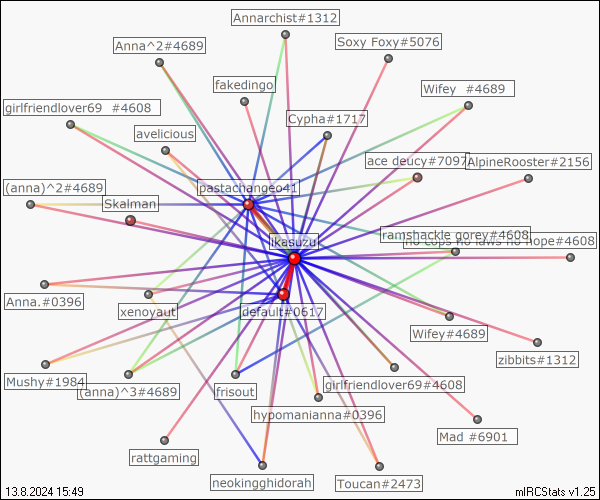 Annarchist#1312
Soxy Foxy#5076
Anna^2#4689
fakedingo
Wifey #4689
girlfriendlover69 #4608
Cypha#1717
avelicious
ace deucy#7097
AlpineRooster#2156
(anna)^2#4689
pastachangeo41
Skalman
ikasuzu
ramshackle gorey#4608
no cops no laws no hope#4608
Anna.#0396
xenoyaut
default#0617
Wifey#4689
zibbits#1312
Mushy#1984
(anna)^3#4689
frisout
girlfriendlover69#4608
hypomanianna#0396
Mad #6901
rattgaming
neokingghidorah
Toucan#2473
13.8.2024 15:49
mIRCStats v1.25